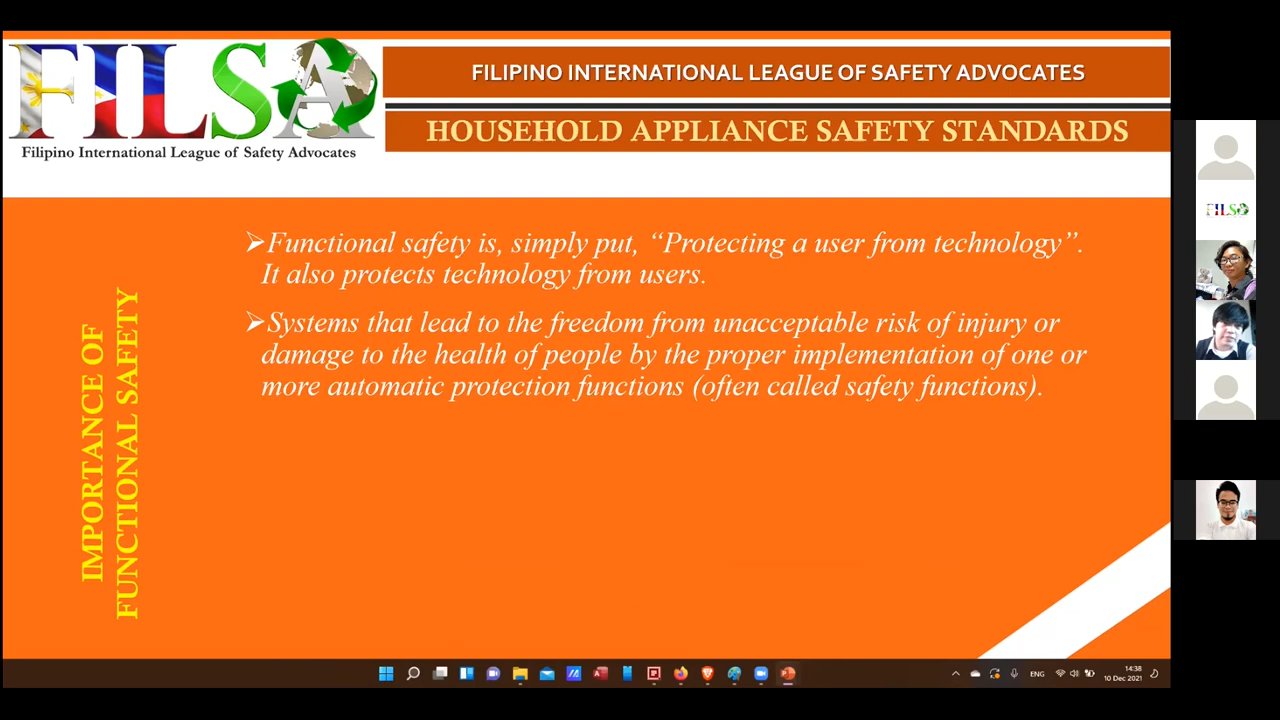 FILSA
Filipino International League of Safety Advocates
FILIPINO INTERNATIONAL LEAGUE OF SAFETY ADVOCATES
HOUSEHOLD APPLIANCE SAFETY STANDARDS
IMPORTANCE OF
FUNCTIONAL SAFETY
➢Functional safety is, simply put, “Protecting a user from technology”.
It also protects technology from users.
➢Systems that lead to the freedom from unacceptable risk of injury or
damage to the health of people by the proper implementation of one or
more automatic protection functions (often called safety functions).
FILSA
ENG
14:38
10 Dec 2021